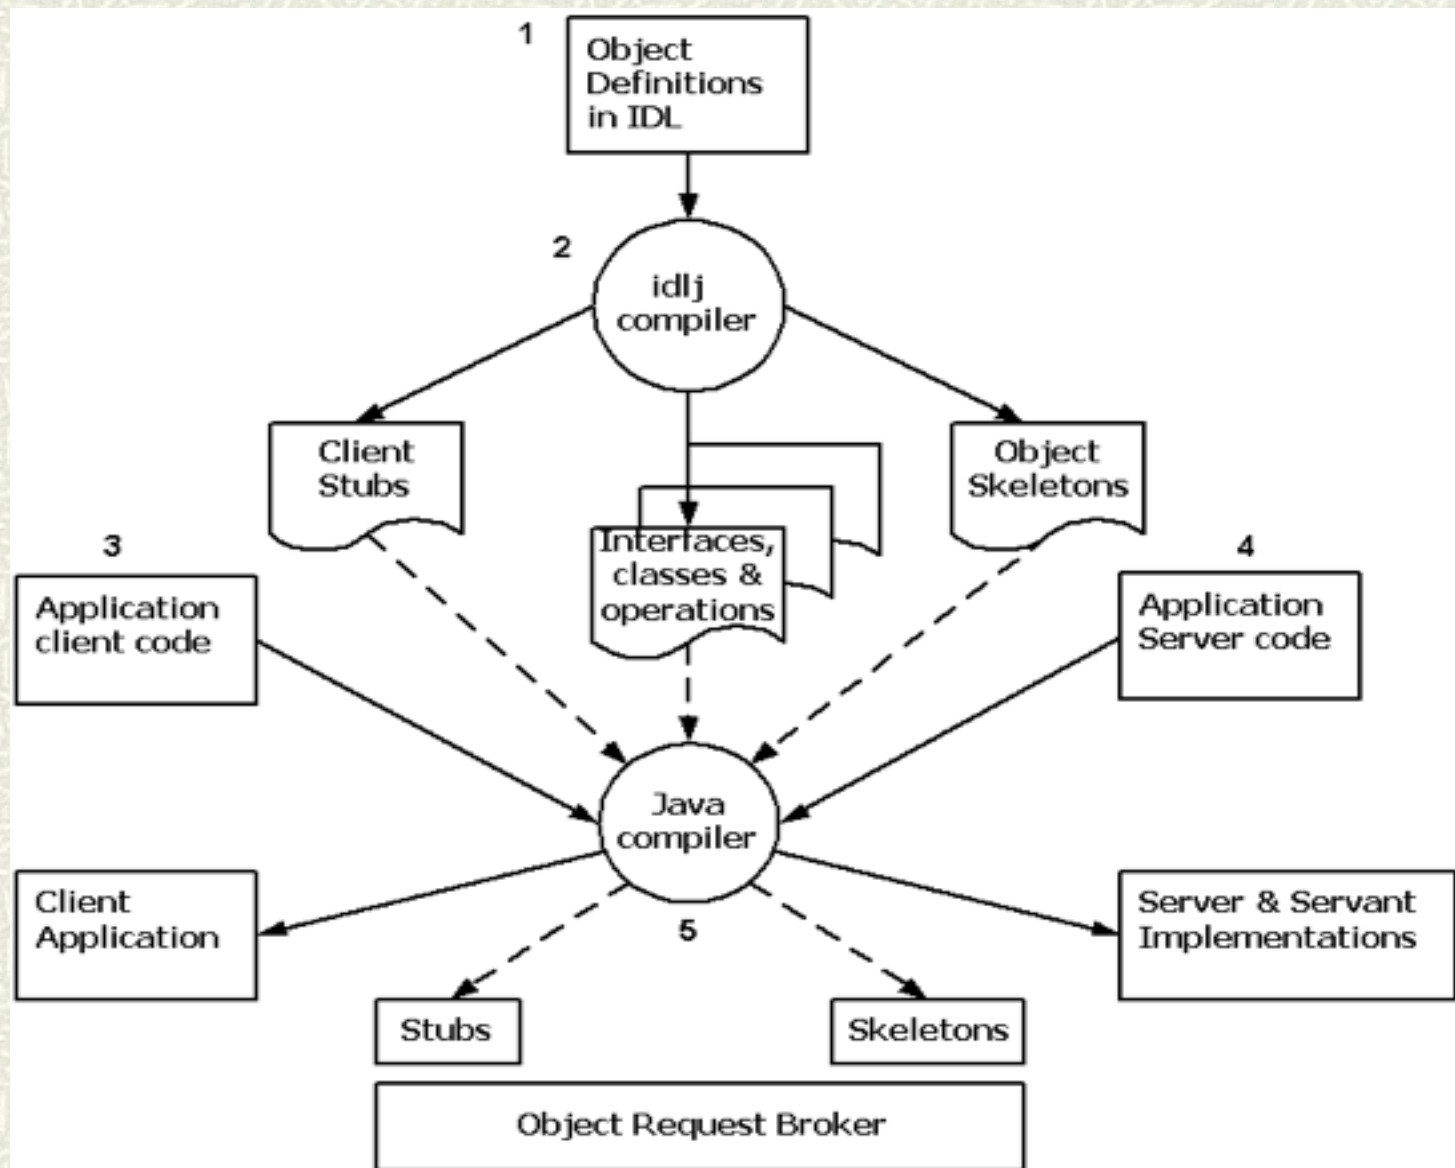 1
Object
Definitions
in IDL
2
idlj
compiler
Client
Stubs
Object
Skeletons
Interfaces,
classes &
operations
3
Application
client code
4
Application
Server code
Java
compiler
5
Client
Application
Server & Servant
Implementations
Stubs
Skeletons
Object Request Broker